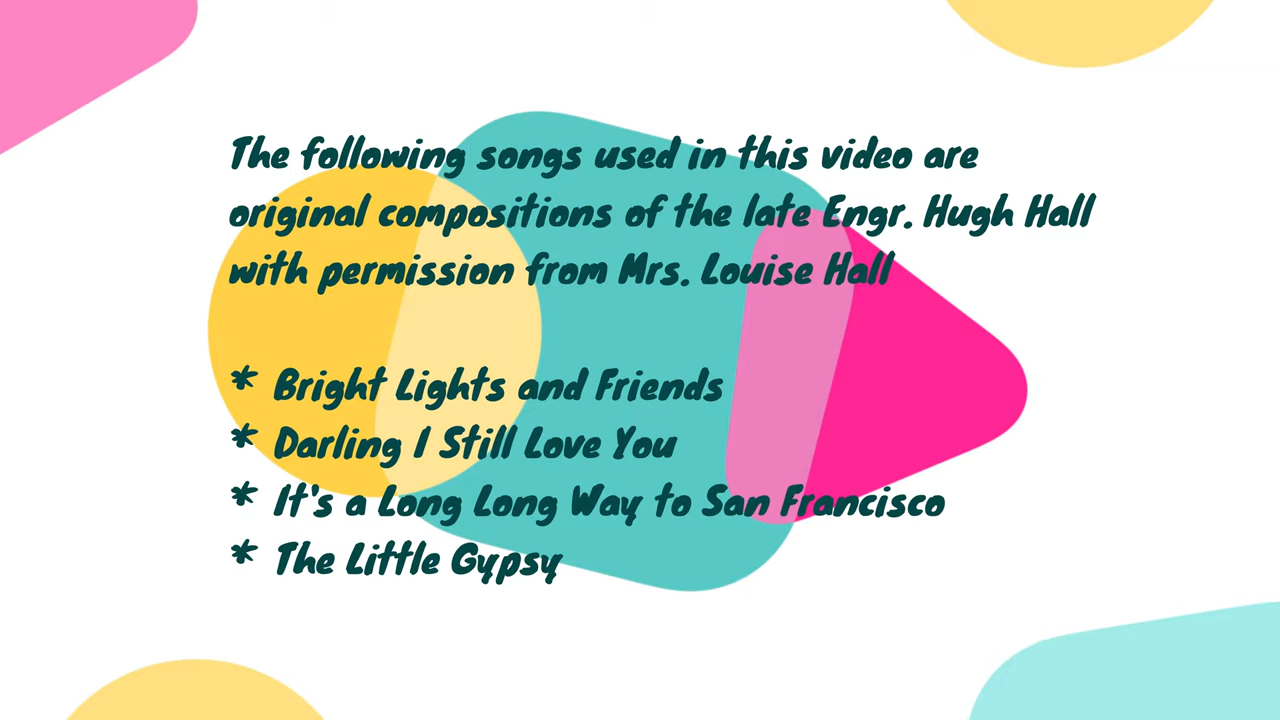 The following songs used in this video are
original compositions of the late Engr. Hugh Hall
with permission from Mrs. Louise Hall
* Bright Lights and Friends
* Darling I Still Love You
* It's a Long Long Way to San Francisco
* The Little Gypsy